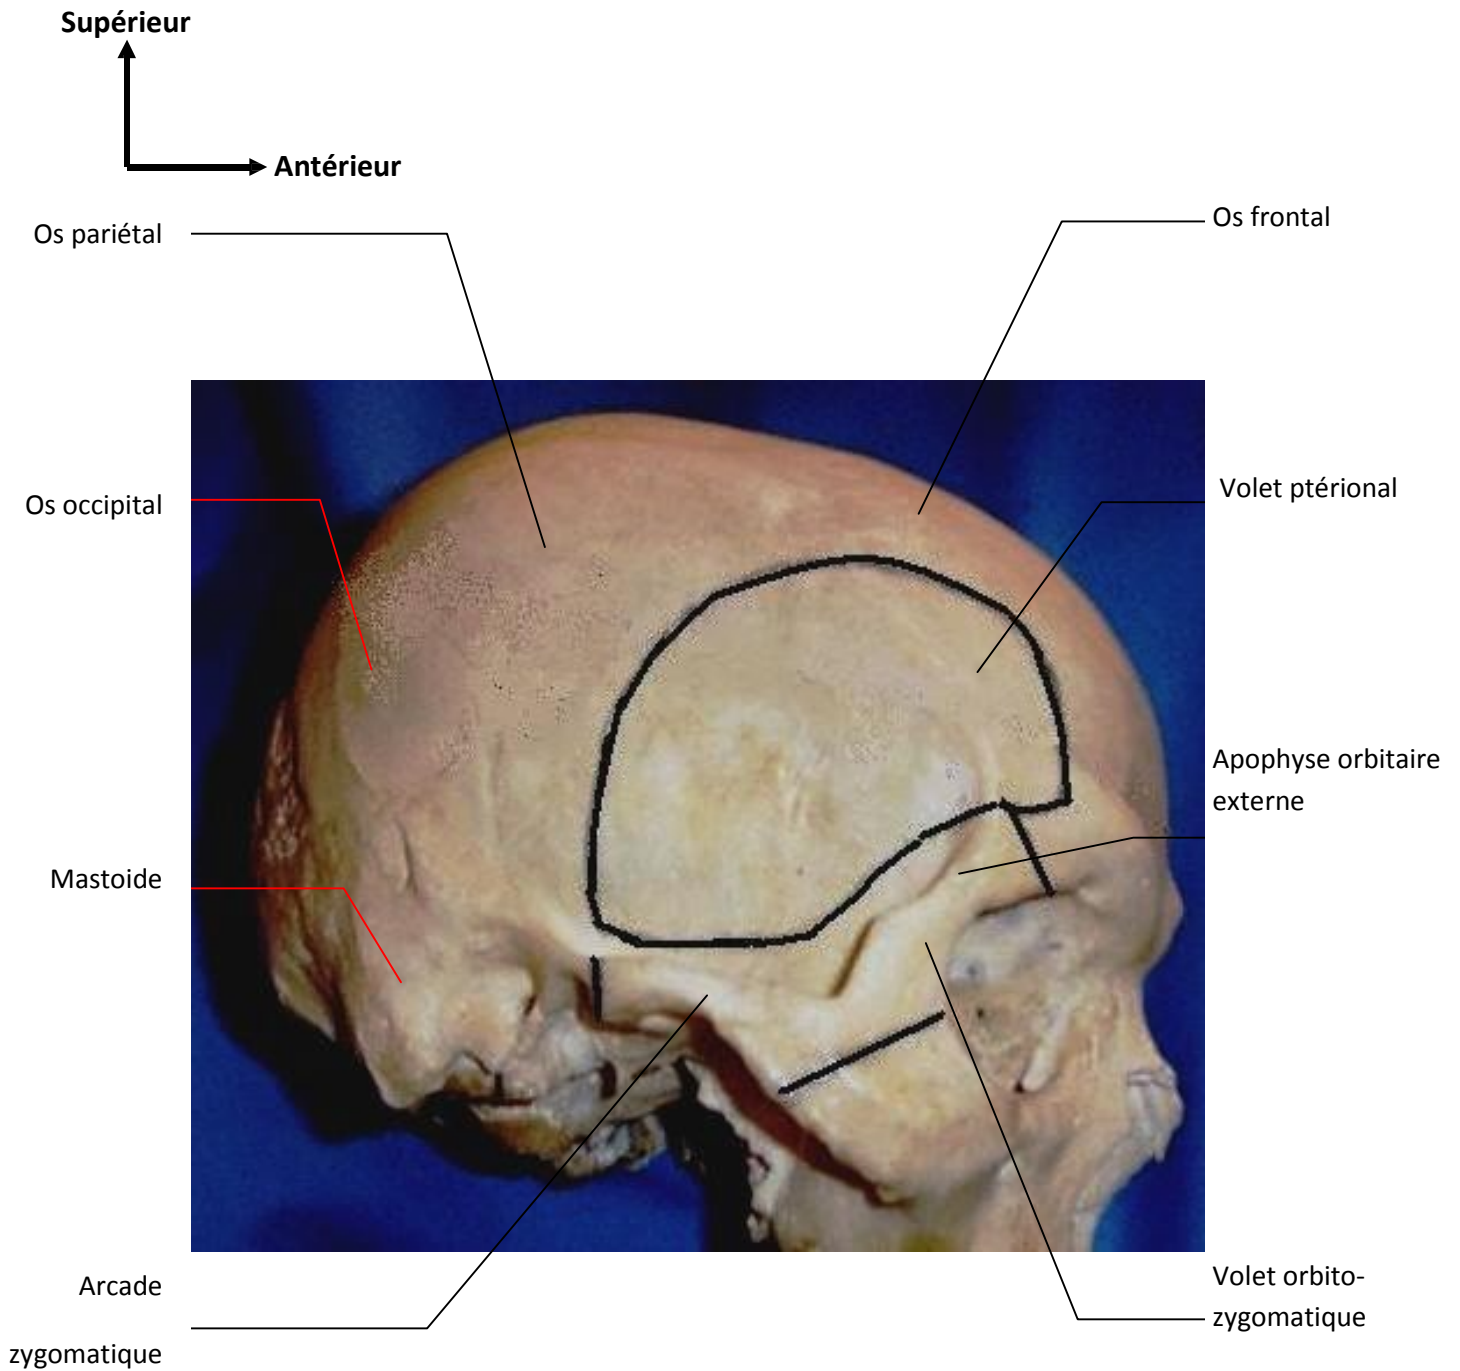 Supérieur
Antérieur
Os pariétal
Os frontal
Os occipital
Volet ptérional
Apophyse orbitaire
externe
Mastoide
Arcade
zygomatique
Volet orbito-
zygomatique